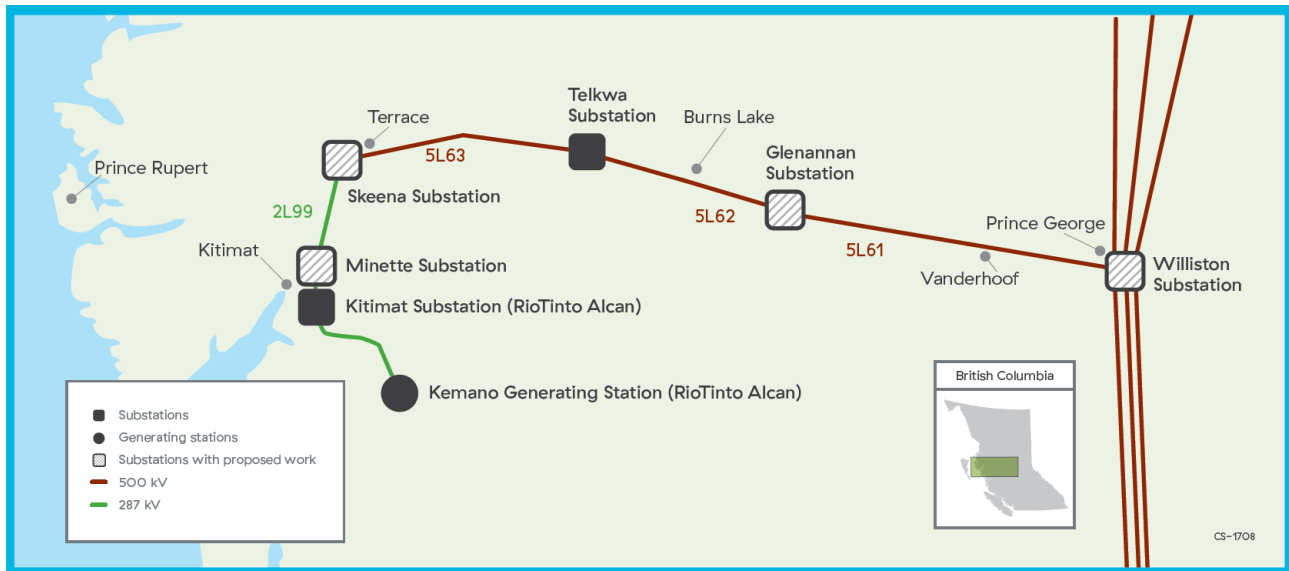 Telkwa
Substation
Terrace
Burns Lake
Glenannan
Substation
5L63
Prince Rupert
Skeena Substation
2L99
5L62
5L61
Prince George
Kitimat
Minette Substation
Vanderhoof
Williston
Substation
Kitimat Substation (RioTinto Alcan)
Kemano Generating Station (RioTinto Alcan)
British Columbia
Substations
Generating stations
Substations with proposed work
500 kV
287 kV
CS-1708